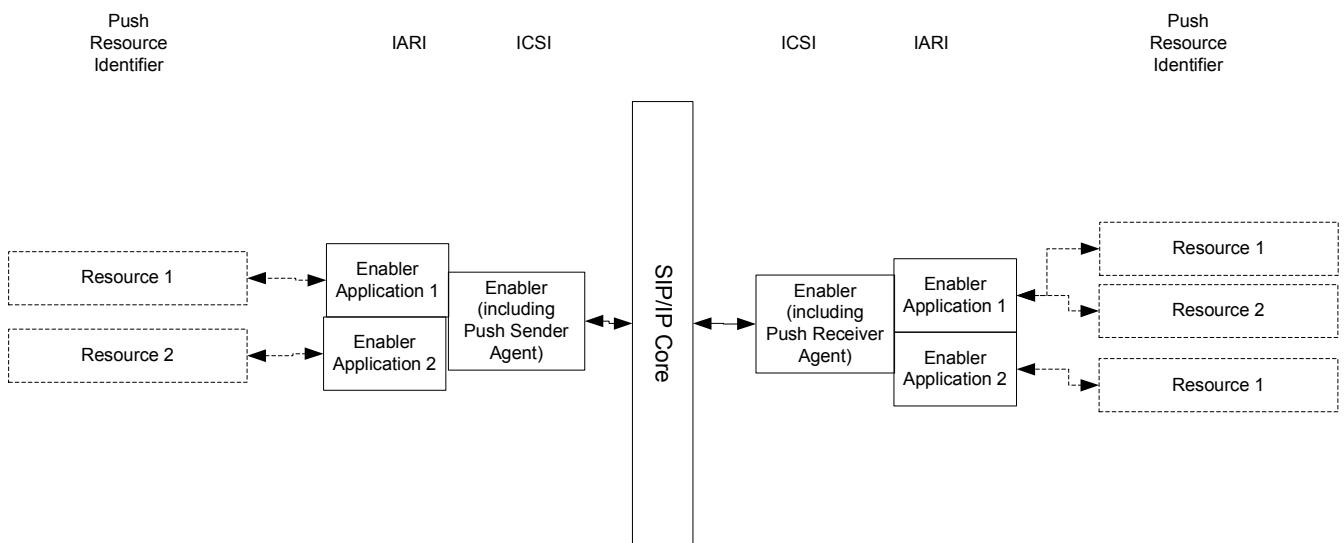 Push
Resource
Identifier
IARI
ICSI
ICSI
IARI
Push
Resource
Identifier
Resource 1
Resource 2
Enabler
Application 1
Enabler
Application 2
Enabler
(including
Push Sender
Agent)
SIP/IP Core
Enabler
(including
Push Receiver
Agent)
Enabler
Application 1
Enabler
Application 2
Resource 1
Resource 2
Resource 1